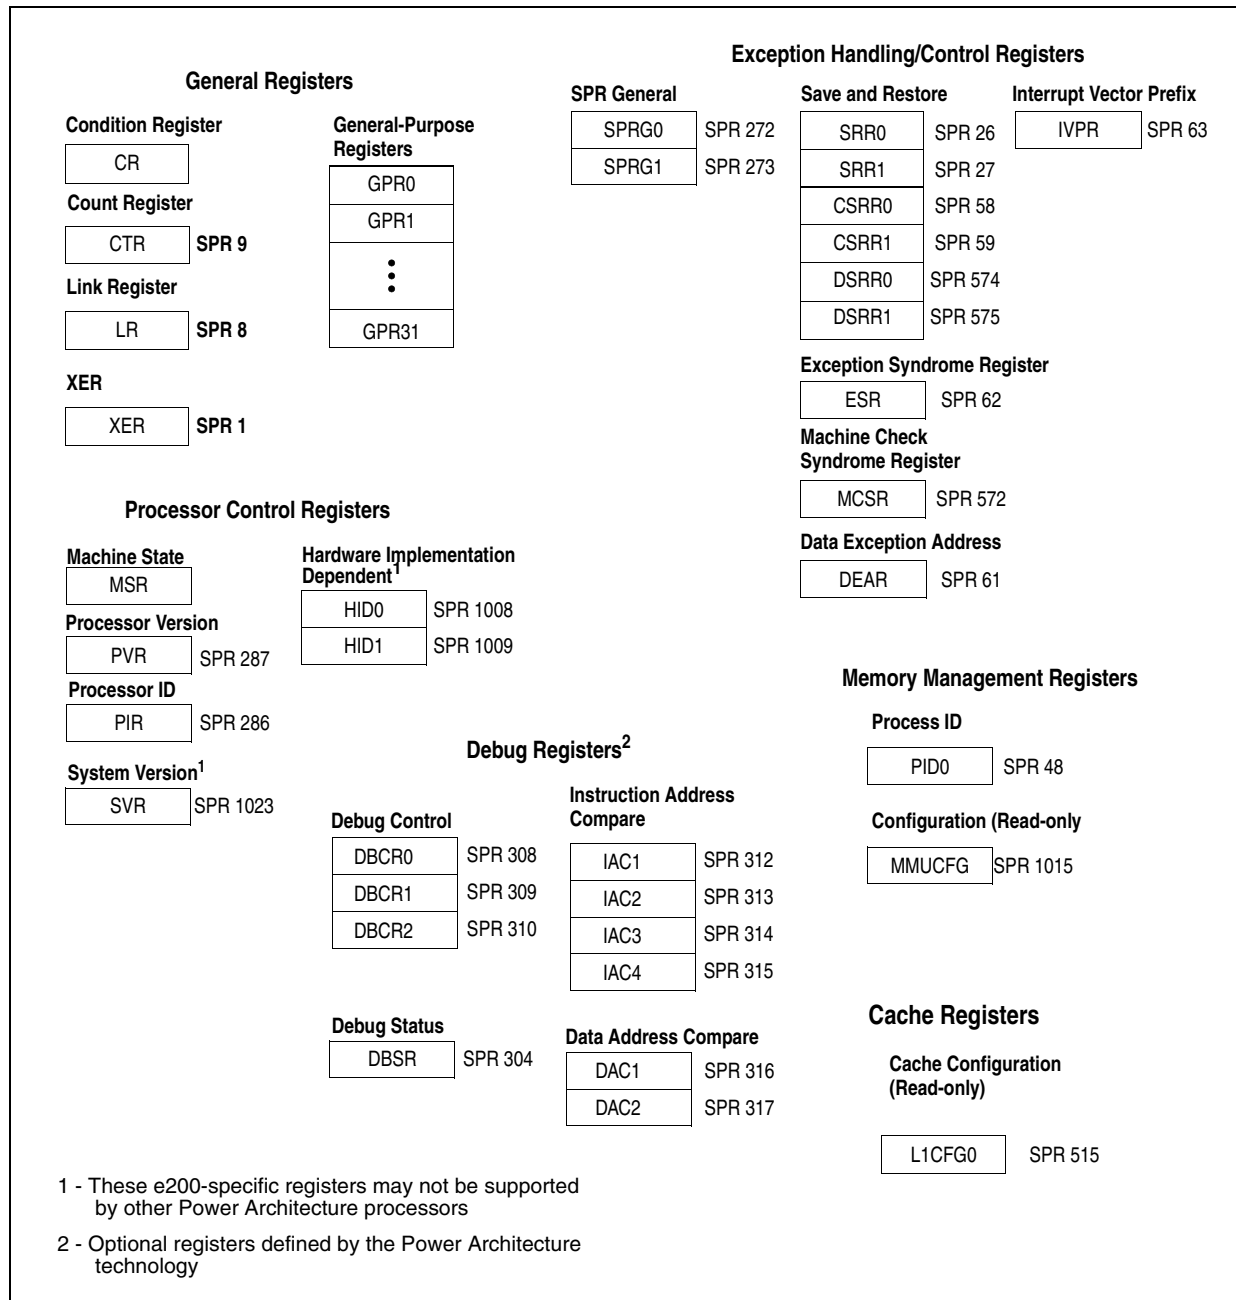 General Registers
Condition Register
CR
Count Register
CTR SPR 9
Link Register
LR SPR 8
XER
XER SPR 1
General-Purpose
Registers
GPR0
GPR1
GPR31
Exception Handling/Control Registers
SPR General
SPRG0 SPR 272
SPRG1 SPR 273
Save and Restore
SRR0 SPR 26
SRR1 SPR 27
CSRR0 SPR 58
CSRR1 SPR 59
DSRR0 SPR 574
DSRR1 SPR 575
Interrupt Vector Prefix
IVPR SPR 63
Exception Syndrome Register
ESR SPR 62
Machine Check
Syndrome Register
MCSR SPR 572
Data Exception Address
DEAR SPR 61
Processor Control Registers
Machine State
MSR
Processor Version
PVR SPR 287
Processor ID
PIR SPR 286
System Version1
SVR SPR 1023
Hardware Implementation
Dependent1
HID0 SPR 1008
HID1 SPR 1009
Memory Management Registers
Process ID
PID0 SPR 48
Configuration (Read-only
MMUCFG SPR 1015
Debug Registers2
Debug Control
DBCR0 SPR 308
DBCR1 SPR 309
DBCR2 SPR 310
Debug Status
DBSR SPR 304
Instruction Address
Compare
IAC1 SPR 312
IAC2 SPR 313
IAC3 SPR 314
IAC4 SPR 315
Data Address Compare
DAC1 SPR 316
DAC2 SPR 317
Cache Registers
Cache Configuration
(Read-only)
L1CFG0 SPR 515
1 - These e200-specific registers may not be supported
by other Power Architecture processors
2 - Optional registers defined by the Power Architecture
technology